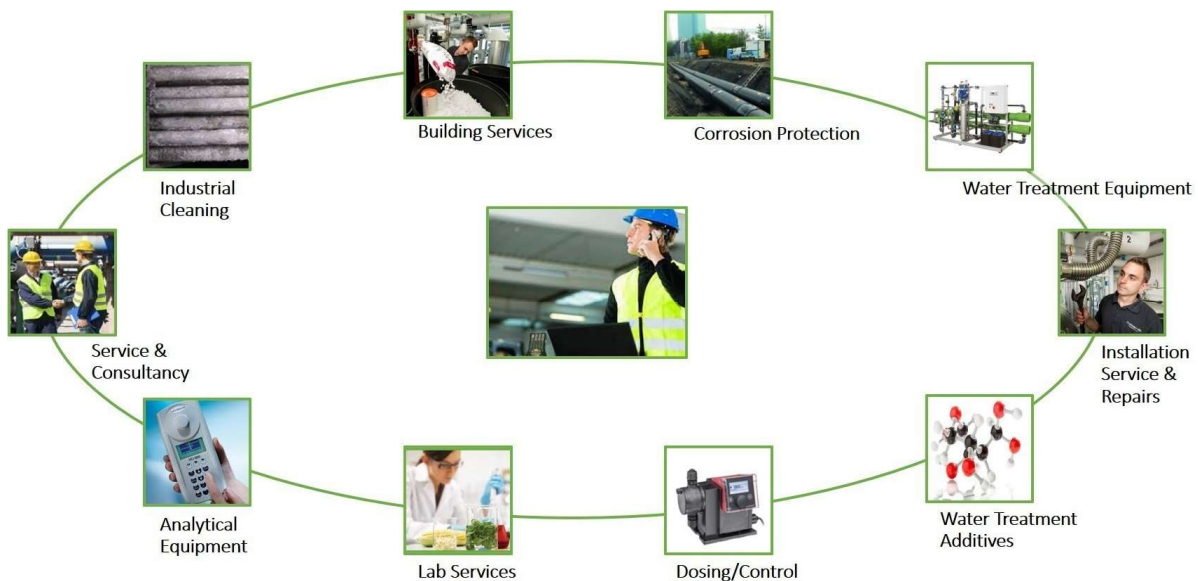 Building Services
Corrosion Protection
Industrial
Cleaning
Water Treatment Equipment
Service &
Consultancy
Installation
Service &
Repairs
Analytical
Equipment
Lab Services
Dosing/Control
Water Treatment
Additives
2